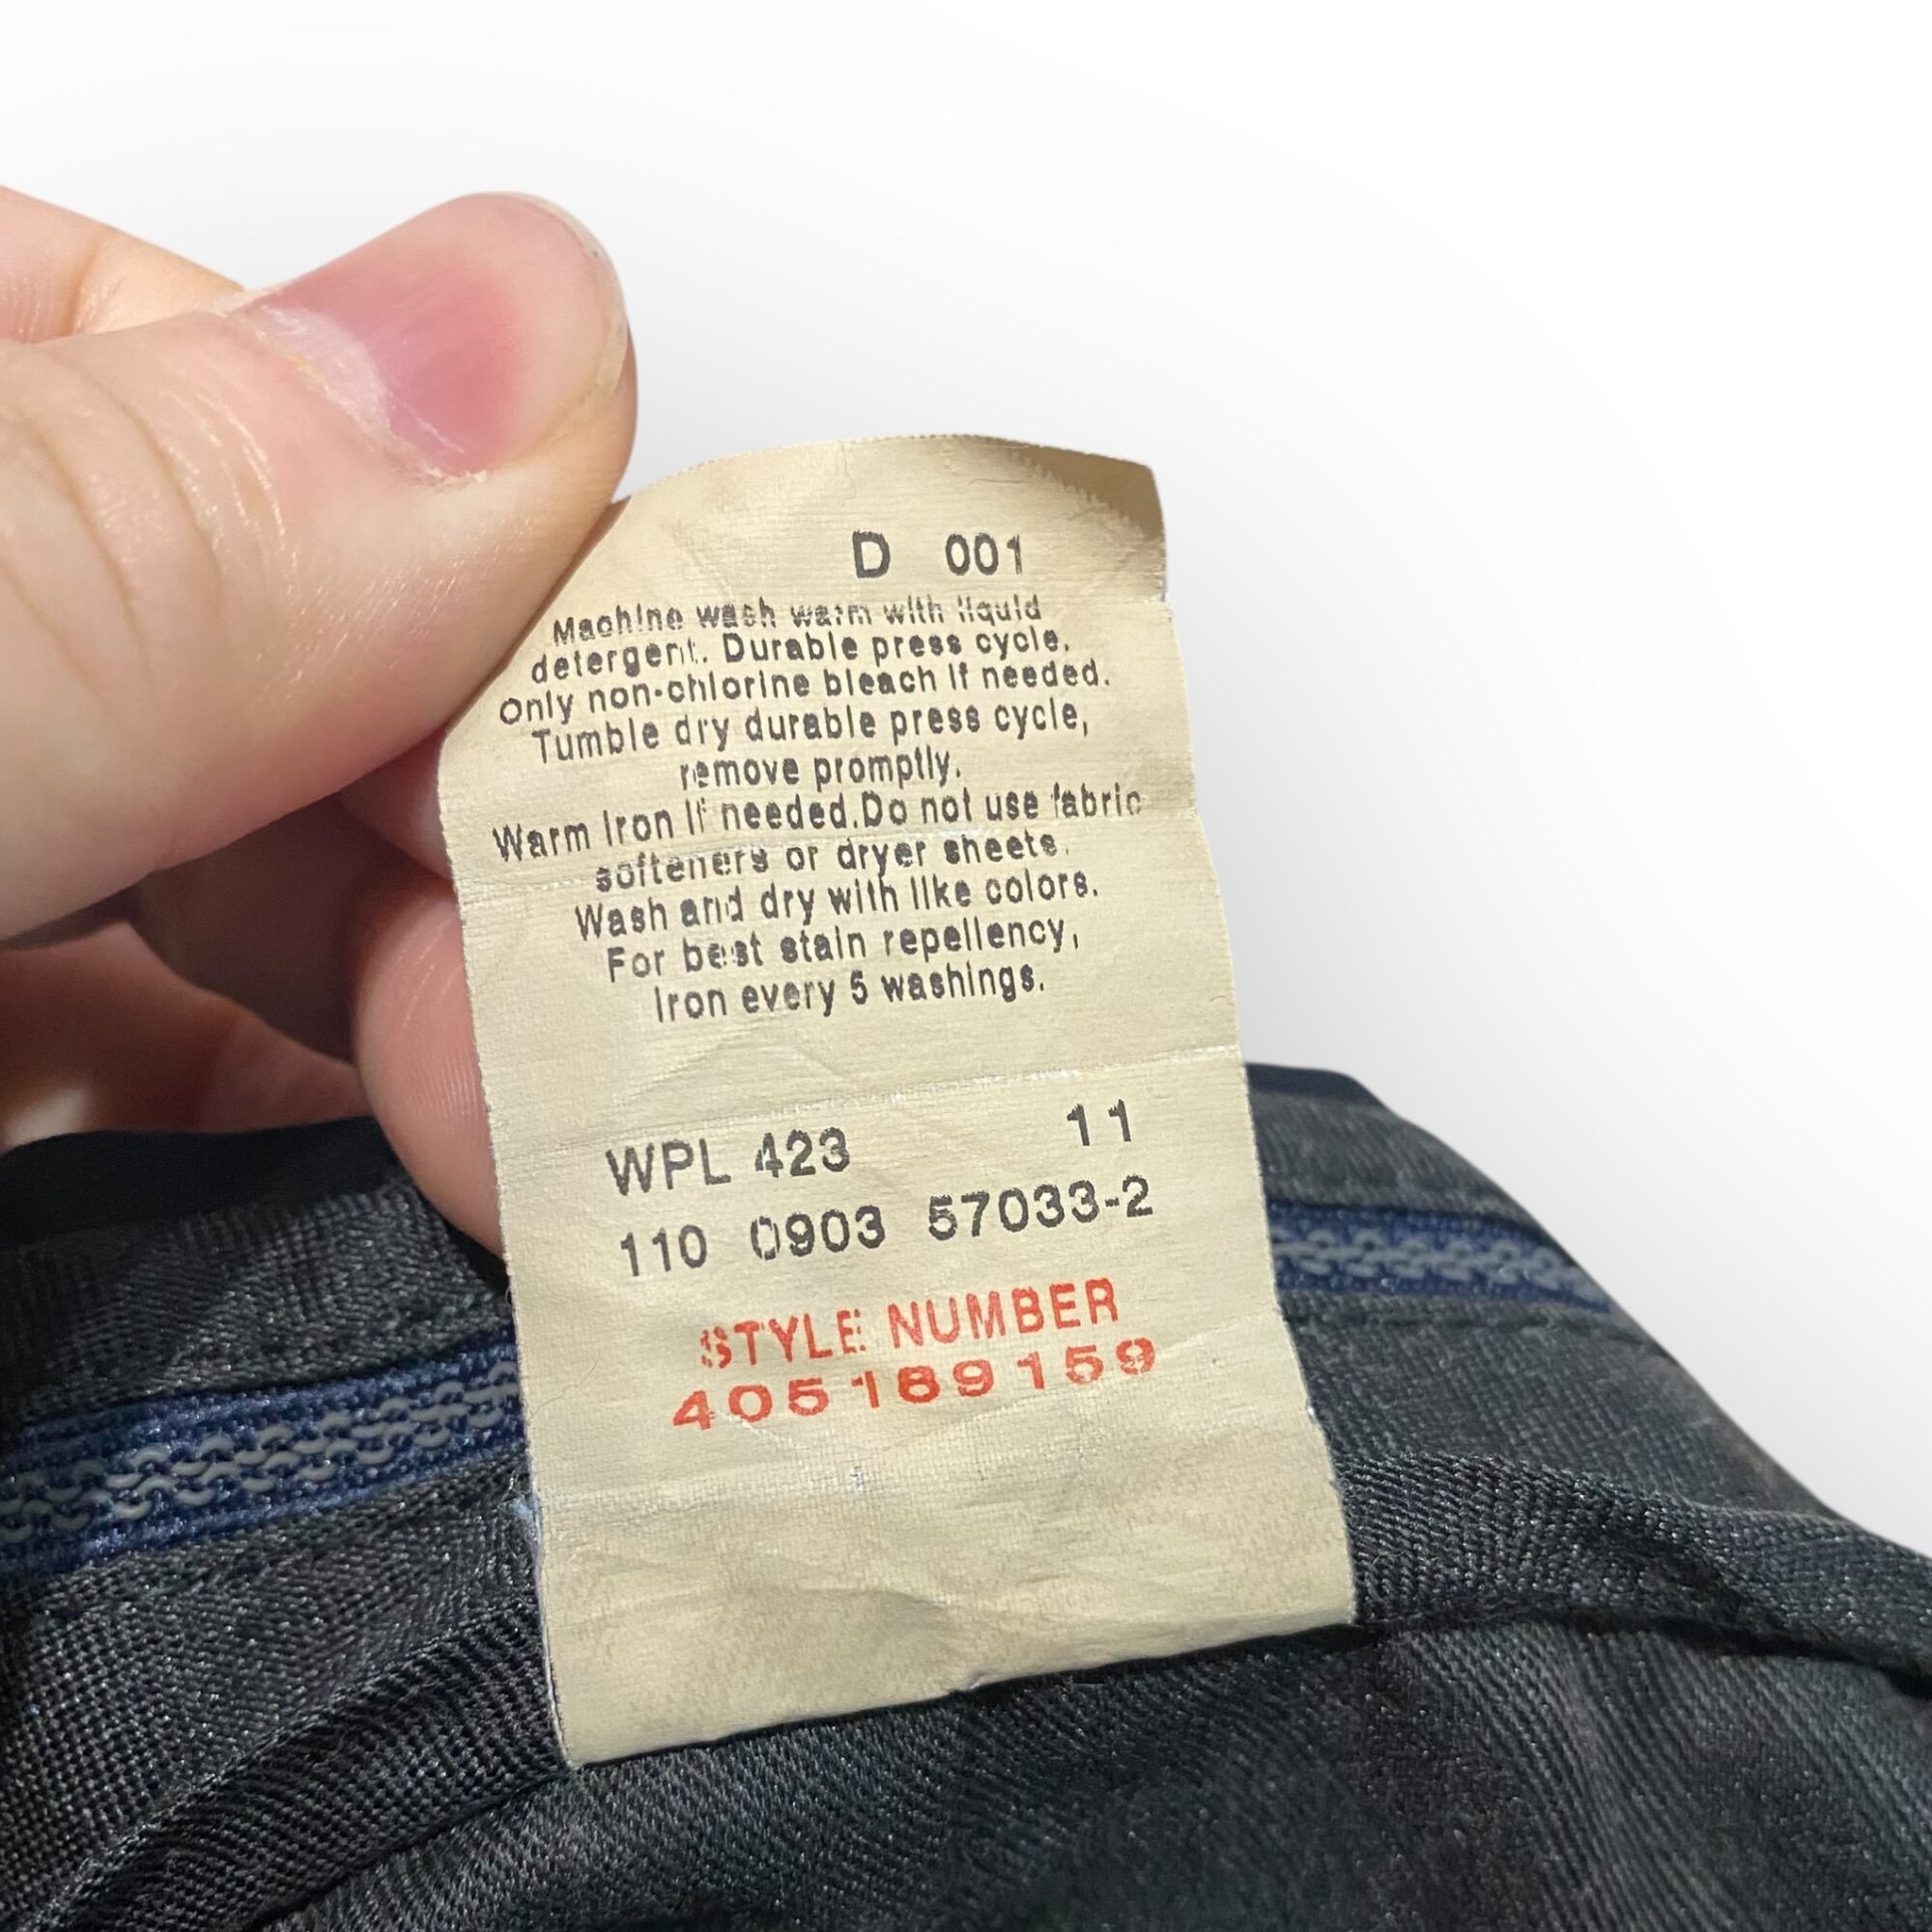 D 001
Machine wash warm with liquid
detergent. Durable press cycle.
Only non-chlorine bleach if needed.
Tumble dry durable press cycle,
remove promptly.
Warm Iron If needed.Do not use fabric
softeners or dryer sheets.
Wash and dry with like colors.
For best stain repellency,
Iron every 5 washings.
WPL 423 11
110 0903 57033-2
STYLE NUMBER
405189159